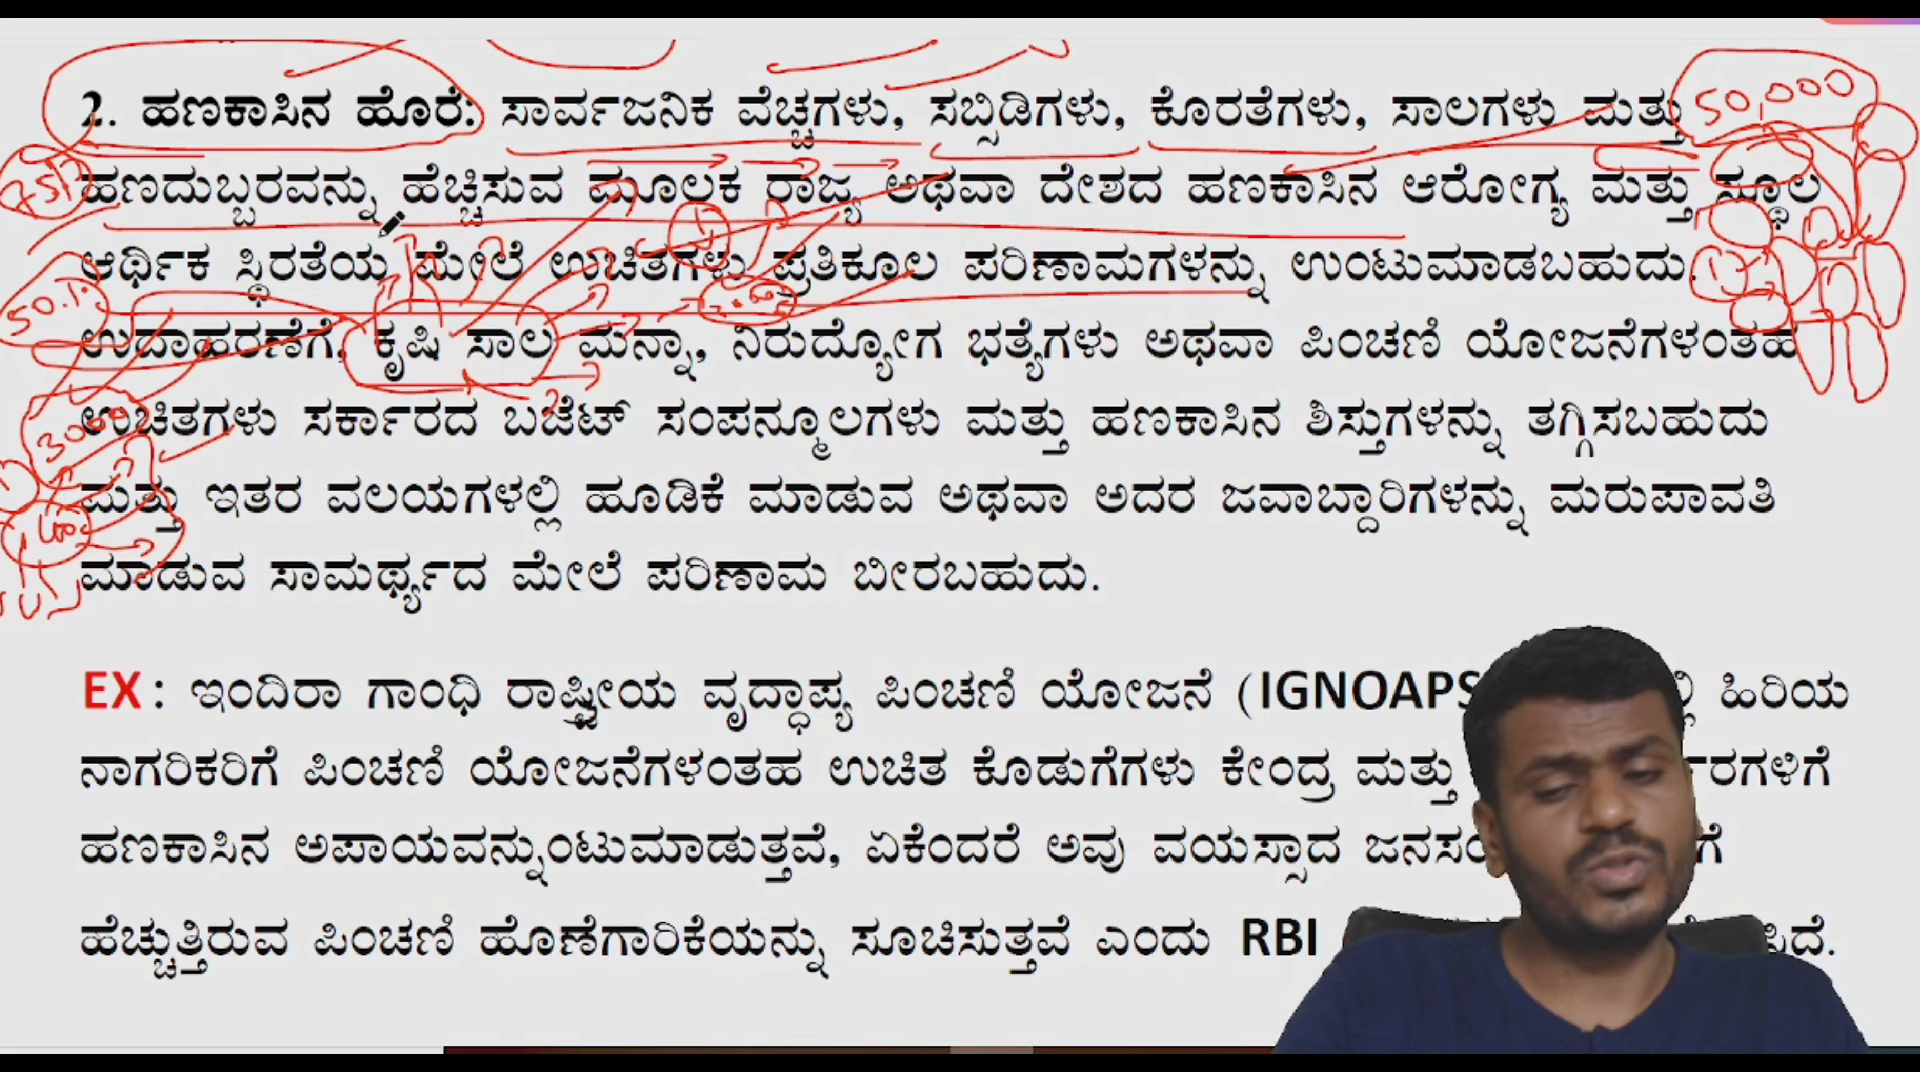 2. ಹಣಕಾಸಿನ ಹೊರೆ: ಸಾರ್ವಜನಿಕ ವೆಚ್ಚಗಳು, ಸಬ್ಸಿಡಿಗಳು, ಕೊರತೆಗಳು, ಸಾಲಗಳು ಮತ್ತು 50,000
75% ಹಣದುಬ್ಬರವನ್ನು ಹೆಚ್ಚಿಸುವ ಮೂಲಕ ರಾಜ್ಯ ಅಥವಾ ದೇಶದ ಹಣಕಾಸಿನ ಆರೋಗ್ಯ ಮತ್ತು ಸ್ಥೂಲ
ಆರ್ಥಿಕ ಸ್ಥಿರತೆಯ ಮೇಲೆ ಉಚಿತಗಳು ಪ್ರತಿಕೂಲ ಪರಿಣಾಮಗಳನ್ನು ಉಂಟುಮಾಡಬಹುದು.
50% ಉದಾಹರಣೆಗೆ, ಕೃಷಿ ಸಾಲ ಮನ್ನಾ, ನಿರುದ್ಯೋಗ ಭತ್ಯೆಗಳು ಅಥವಾ ಪಿಂಚಣಿ ಯೋಜನೆಗಳಂತಹ
ಉಚಿತಗಳು ಸರ್ಕಾರದ ಬಜೆಟ್ ಸಂಪನ್ಮೂಲಗಳು ಮತ್ತು ಹಣಕಾಸಿನ ಶಿಸ್ತುಗಳನ್ನು ತಗ್ಗಿಸಬಹುದು
ಮತ್ತು ಇತರ ವಲಯಗಳಲ್ಲಿ ಹೂಡಿಕೆ ಮಾಡುವ ಅಥವಾ ಅದರ ಜವಾಬ್ದಾರಿಗಳನ್ನು ಮರುಪಾವತಿ
ಮಾಡುವ ಸಾಮರ್ಥ್ಯದ ಮೇಲೆ ಪರಿಣಾಮ ಬೀರಬಹುದು.
EX: ಇಂದಿರಾ ಗಾಂಧಿ ರಾಷ್ಟ್ರೀಯ ವೃದ್ಧಾಪ್ಯ ಪಿಂಚಣಿ ಯೋಜನೆ (IGNOAPS ಹಿರಿಯ
ನಾಗರಿಕರಿಗೆ ಪಿಂಚಣಿ ಯೋಜನೆಗಳಂತಹ ಉಚಿತ ಕೊಡುಗೆಗಳು ಕೇಂದ್ರ ಮತ್ತು
ಹಣಕಾಸಿನ ಅಪಾಯವನ್ನುಂಟುಮಾಡುತ್ತವೆ, ಏಕೆಂದರೆ ಅವು ವಯಸ್ಸಾದ
ಹೆಚ್ಚುತ್ತಿರುವ ಪಿಂಚಣಿ ಹೊಣೆಗಾರಿಕೆಯನ್ನು ಸೂಚಿಸುತ್ತವೆ ಎಂದು RBI